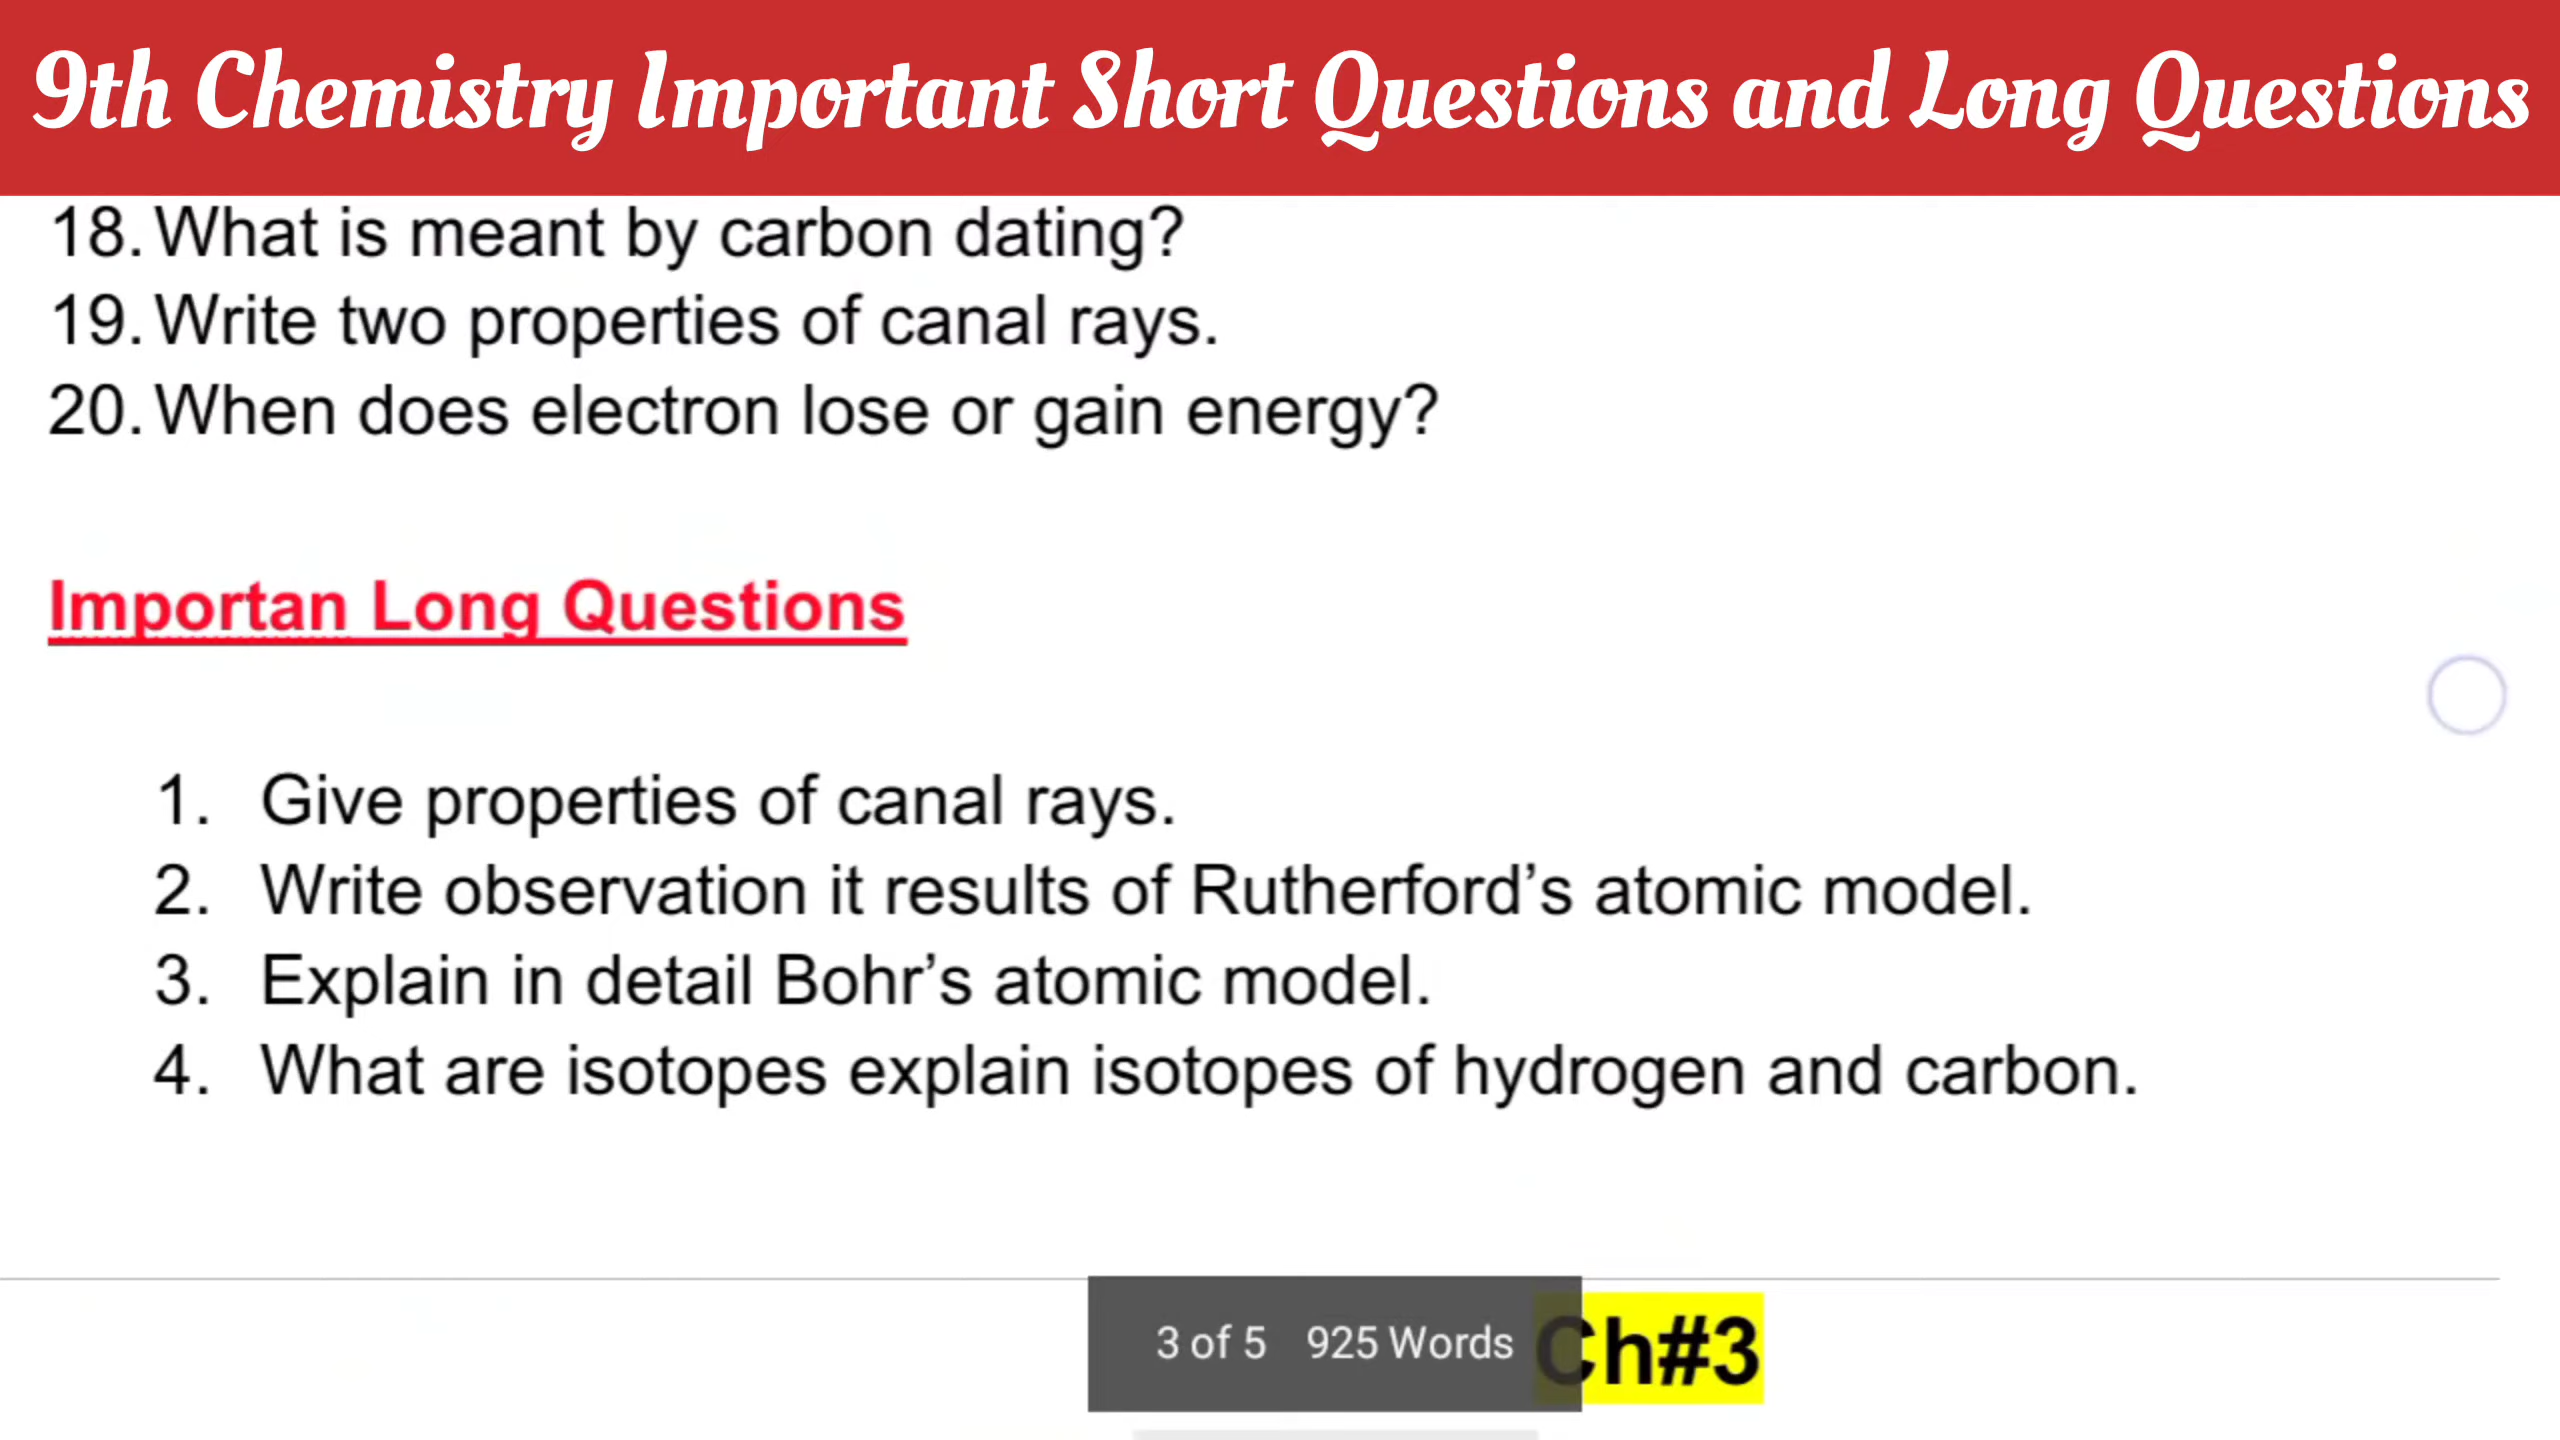 9th Chemistry Important Short Questions and Long Questions
18. What is meant by carbon dating?
19. Write two properties of canal rays.
20. When does electron lose or gain energy?
Importan Long Questions
1. Give properties of canal rays.
2. Write observation it results of Rutherford’s atomic model.
3. Explain in detail Bohr’s atomic model.
4. What are isotopes explain isotopes of hydrogen and carbon.
3 of 5 925 Words
Ch#3